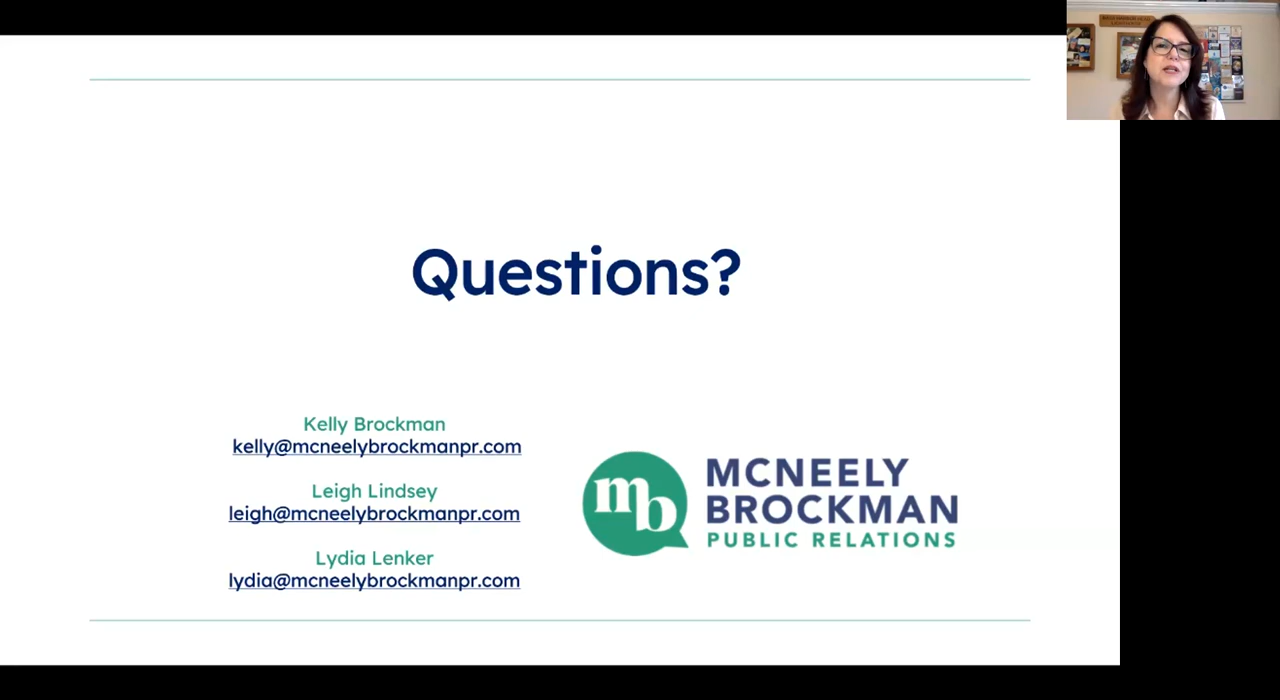 Questions?
Kelly Brockman
kelly@mcneelybrockmanpr.com
Leigh Lindsey
leigh@mcneelybrockmanpr.com
Lydia Lenker
lydia@mcneelybrockmanpr.com
mb
MCNEELY
BROCKMAN
PUBLIC RELATIONS